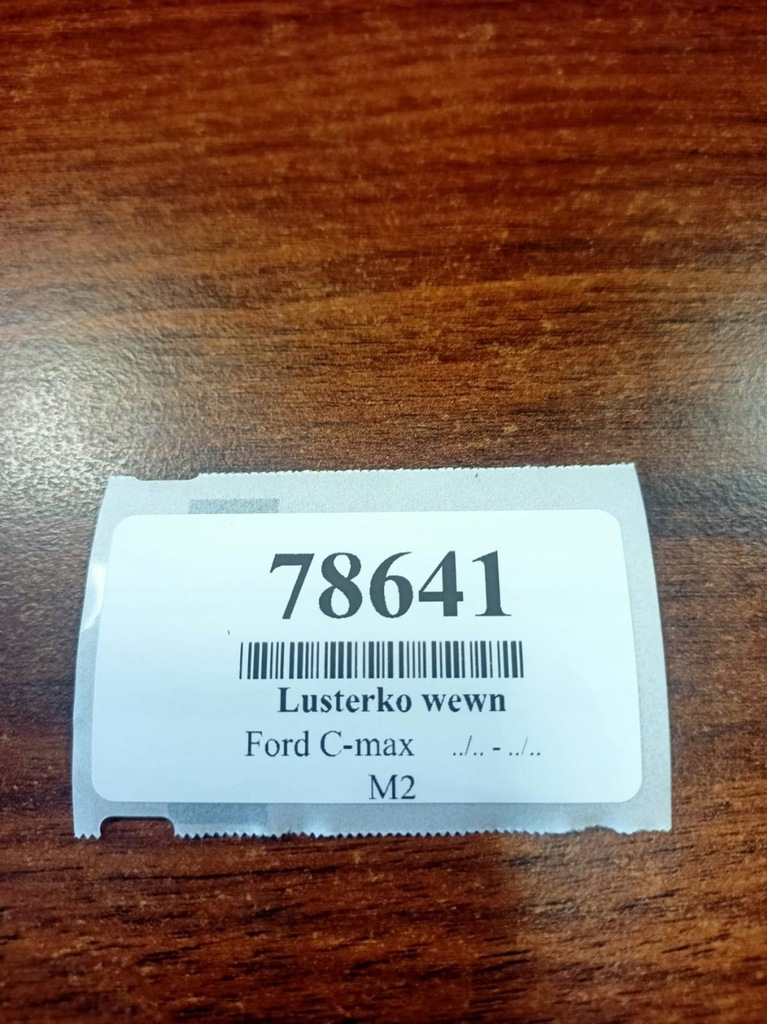 78641
Lusterko wewn
Ford C-max ../.. - ../..
M2